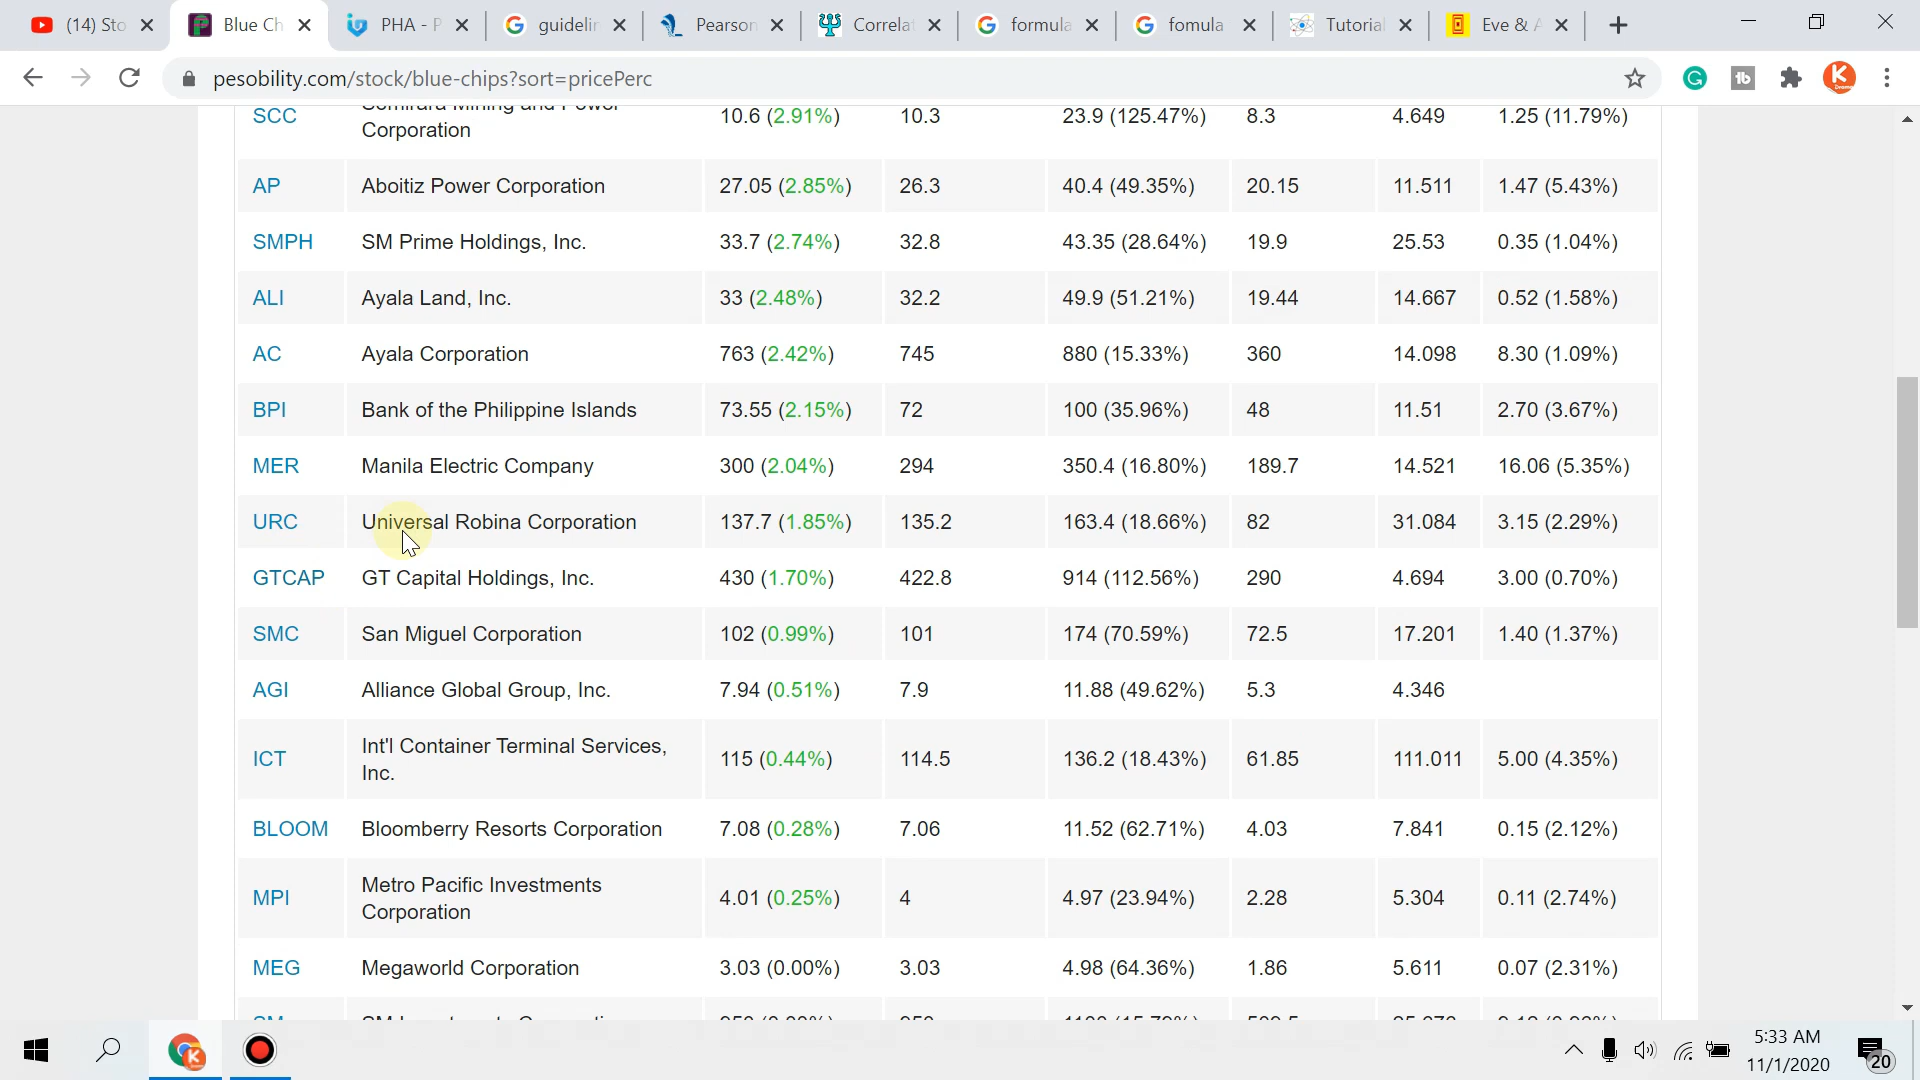 (14) Sto
Blue Ch
PHA - P
guidelin
Pearson
Correlat
formula
fomula
Tutorial
Eve & A
pesobility.com/stock/blue-chips?sort=pricePerc
SCC Semirara Mining and Power 10.6 (2.91%) 10.3 23.9 (125.47%) 8.3 4.649 1.25 (11.79%)
Corporation
AP Aboitiz Power Corporation 27.05 (2.85%) 26.3 40.4 (49.35%) 20.15 11.511 1.47 (5.43%)
SMPH SM Prime Holdings, Inc. 33.7 (2.74%) 32.8 43.35 (28.64%) 19.9 25.53 0.35 (1.04%)
ALI Ayala Land, Inc. 33 (2.48%) 32.2 49.9 (51.21%) 19.44 14.667 0.52 (1.58%)
AC Ayala Corporation 763 (2.42%) 745 880 (15.33%) 360 14.098 8.30 (1.09%)
BPI Bank of the Philippine Islands 73.55 (2.15%) 72 100 (35.96%) 48 11.51 2.70 (3.67%)
MER Manila Electric Company 300 (2.04%) 294 350.4 (16.80%) 189.7 14.521 16.06 (5.35%)
URC Universal Robina Corporation 137.7 (1.85%) 135.2 163.4 (18.66%) 82 31.084 3.15 (2.29%)
GTCAP GT Capital Holdings, Inc. 430 (1.70%) 422.8 914 (112.56%) 290 4.694 3.00 (0.70%)
SMC San Miguel Corporation 102 (0.99%) 101 174 (70.59%) 72.5 17.201 1.40 (1.37%)
AGI Alliance Global Group, Inc. 7.94 (0.51%) 7.9 11.88 (49.62%) 5.3 4.346
ICT Int'l Container Terminal Services, 115 (0.44%) 114.5 136.2 (18.43%) 61.85 111.011 5.00 (4.35%)
Inc.
BLOOM Bloomberry Resorts Corporation 7.08 (0.28%) 7.06 11.52 (62.71%) 4.03 7.841 0.15 (2.12%)
MPI Metro Pacific Investments 4.01 (0.25%) 4 4.97 (23.94%) 2.28 5.304 0.11 (2.74%)
Corporation
MEG Megaworld Corporation 3.03 (0.00%) 3.03 4.98 (64.36%) 1.86 5.611 0.07 (2.31%)
5:33 AM
11/1/2020
20